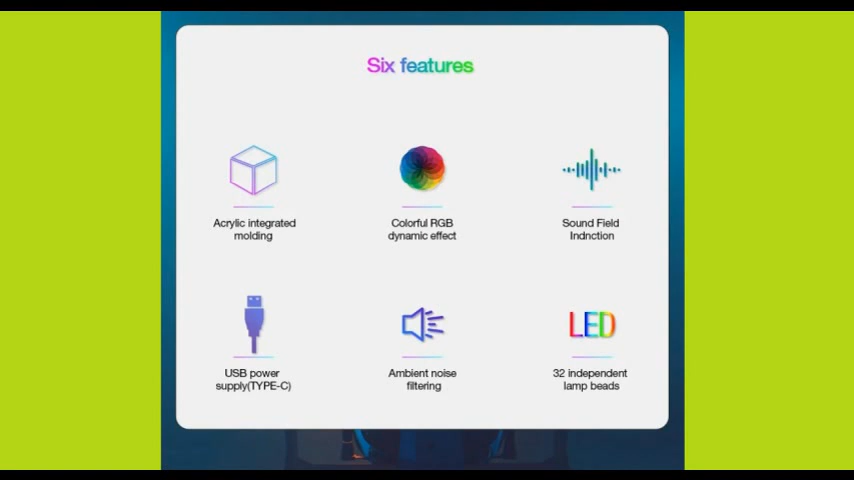 Six features
Acrylic integrated
molding
Colorful RGB
dynamic effect
Sound Field
Indnction
USB power
supply(TYPE-C)
Ambient noise
filtering
LED
32 independent
lamp beads